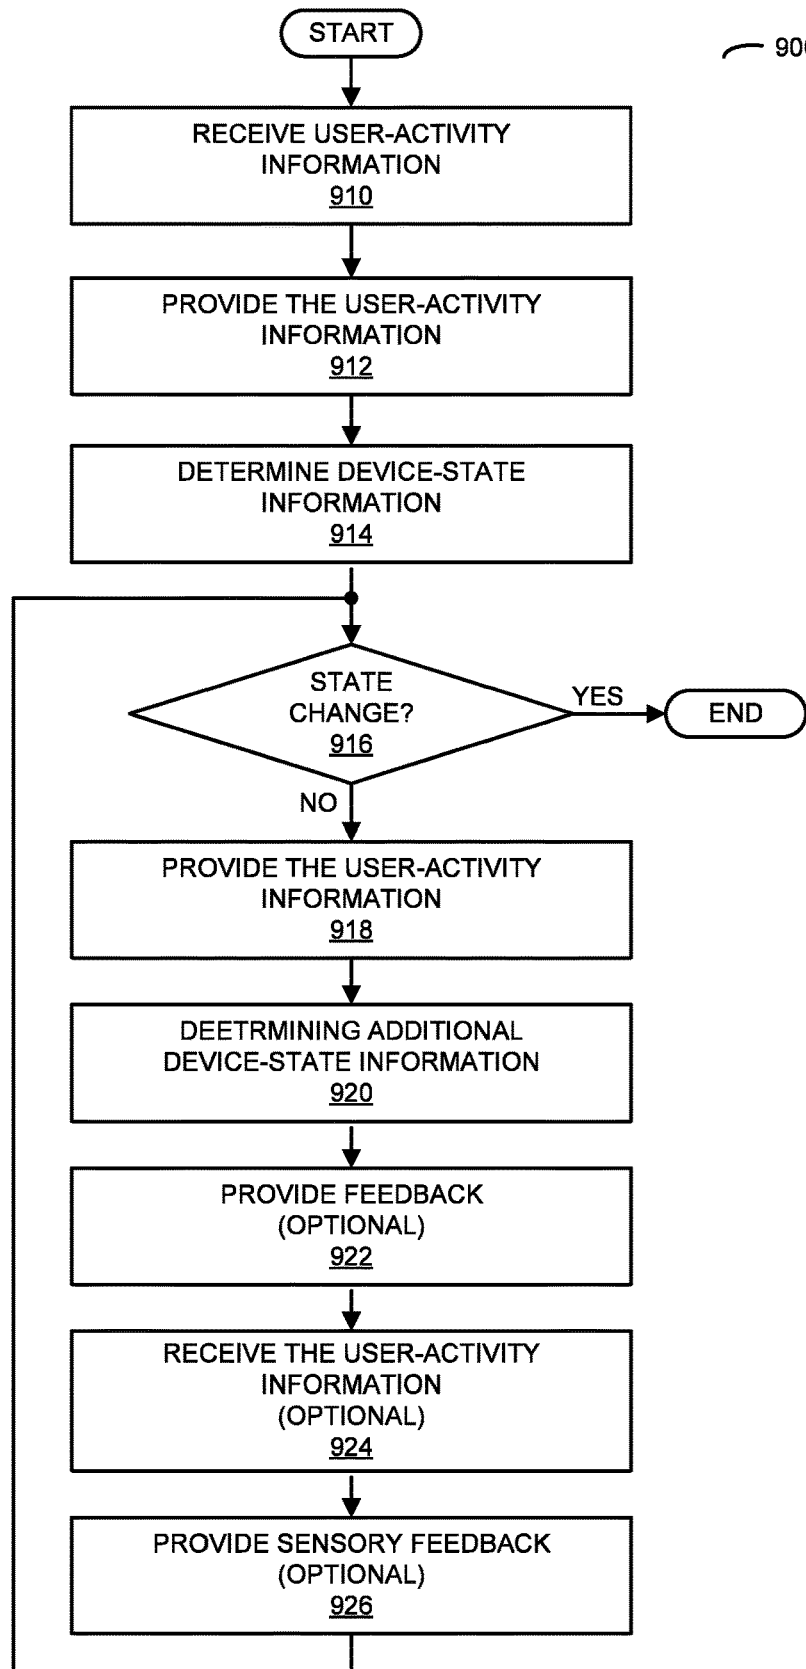 START
900
RECEIVE USER-ACTIVITY
INFORMATION
910
PROVIDE THE USER-ACTIVITY
INFORMATION
912
DETERMINE DEVICE-STATE
INFORMATION
914
STATE
CHANGE?
916
YES
END
NO
PROVIDE THE USER-ACTIVITY
INFORMATION
918
DEETRMINING ADDITIONAL
DEVICE-STATE INFORMATION
920
PROVIDE FEEDBACK
(OPTIONAL)
922
RECEIVE THE USER-ACTIVITY
INFORMATION
(OPTIONAL)
924
PROVIDE SENSORY FEEDBACK
(OPTIONAL)
926